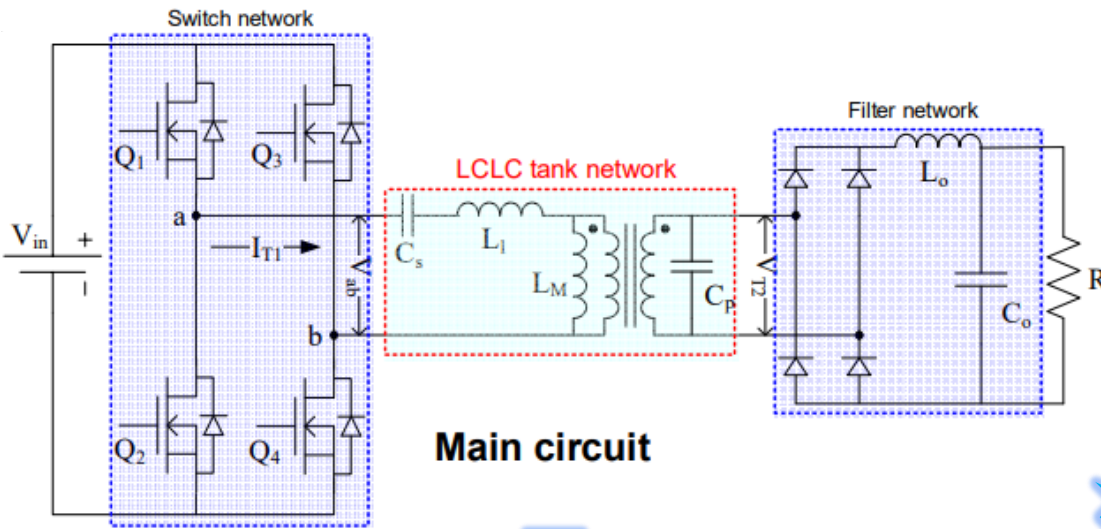 Switch network
Filter network
LCLC tank network
Q1
Q3
Lo
a
Vin
+
−
IT1
Vab
Cs
Ll
LM
Cp
VT2
Co
R
b
Q2
Q4
Main circuit